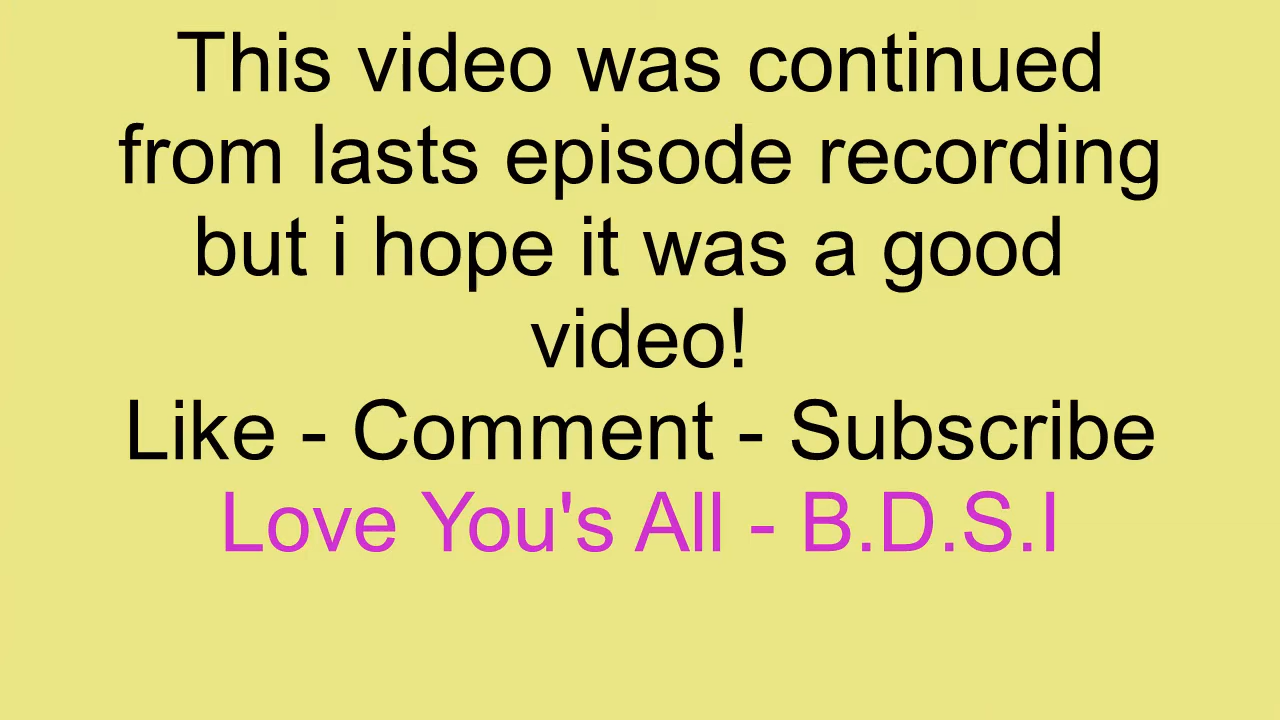 This video was continued
from lasts episode recording
but i hope it was a good
video!
Like - Comment - Subscribe
Love You's All - B.D.S.I